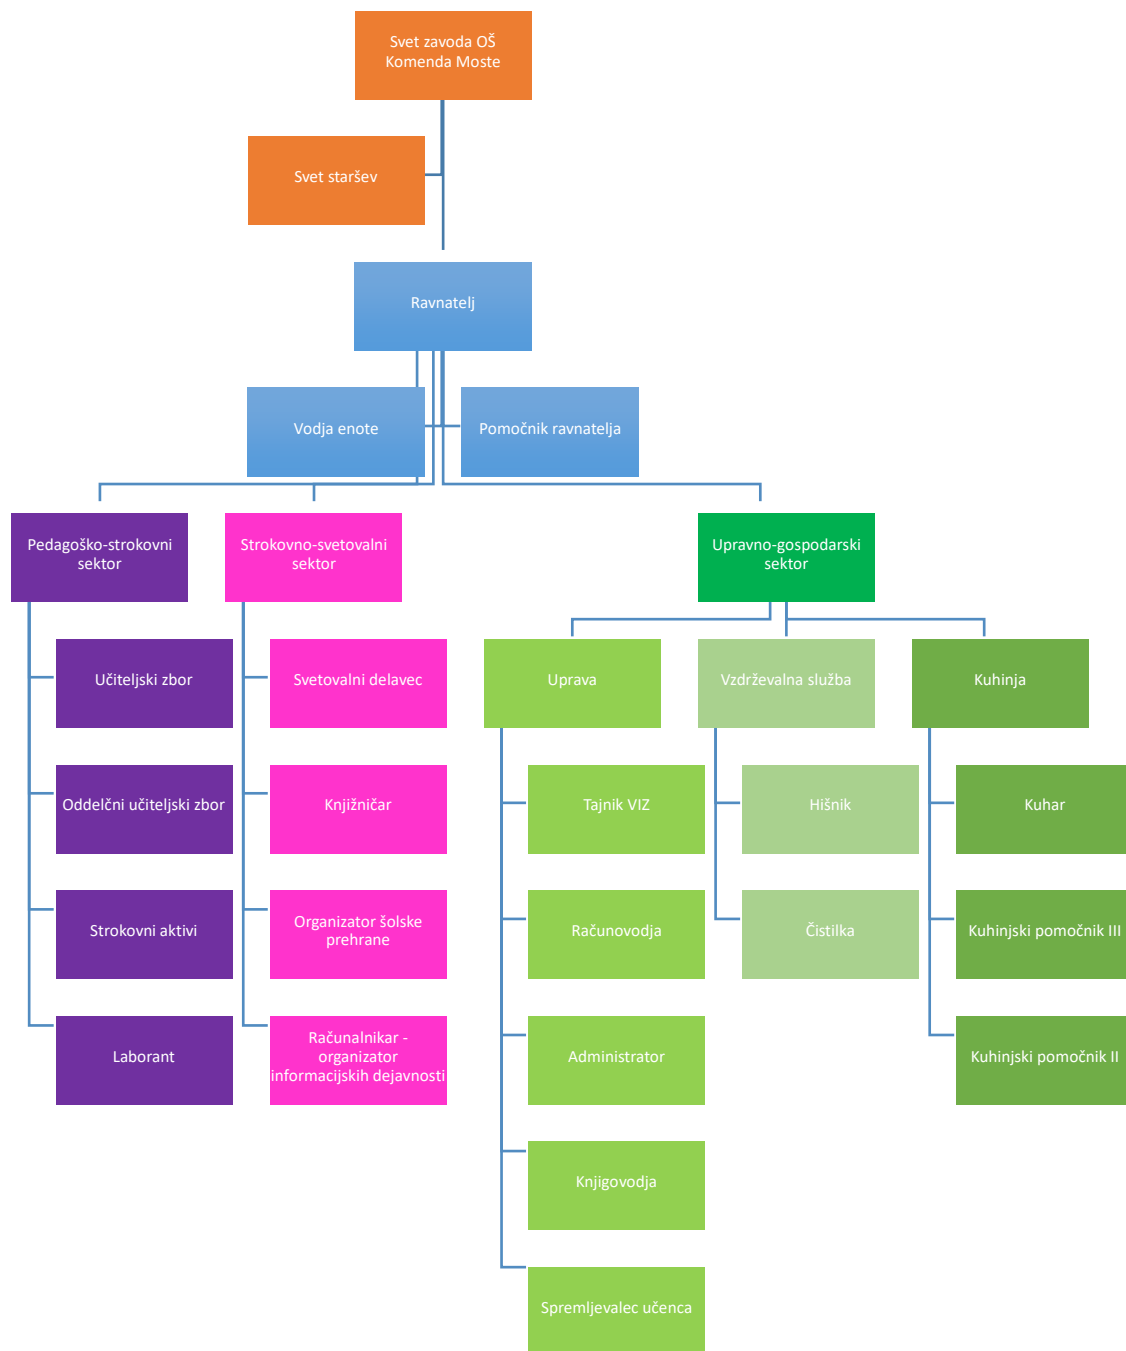 Svet zavoda OŠ
Komenda Moste
Svet staršev
Ravnatelj
Vodja enote
Pomočnik ravnatelja
Pedagoško-strokovni
sektor
Strokovno-svetovalni
sektor
Upravno-gospodarski
sektor
Učiteljski zbor
Svetovalni delavec
Uprava
Vzdrževalna služba
Kuhinja
Oddelčni učiteljski zbor
Knjižničar
Tajnik VIZ
Hišnik
Kuhar
Strokovni aktivi
Organizator šolske
prehrane
Računovodja
Čistilka
Kuhinjski pomočnik III
Laborant
Računalnikar -
organizator
informacijskih dejavnosti
Administrator
Kuhinjski pomočnik II
Knjigovodja
Spremljevalec učenca